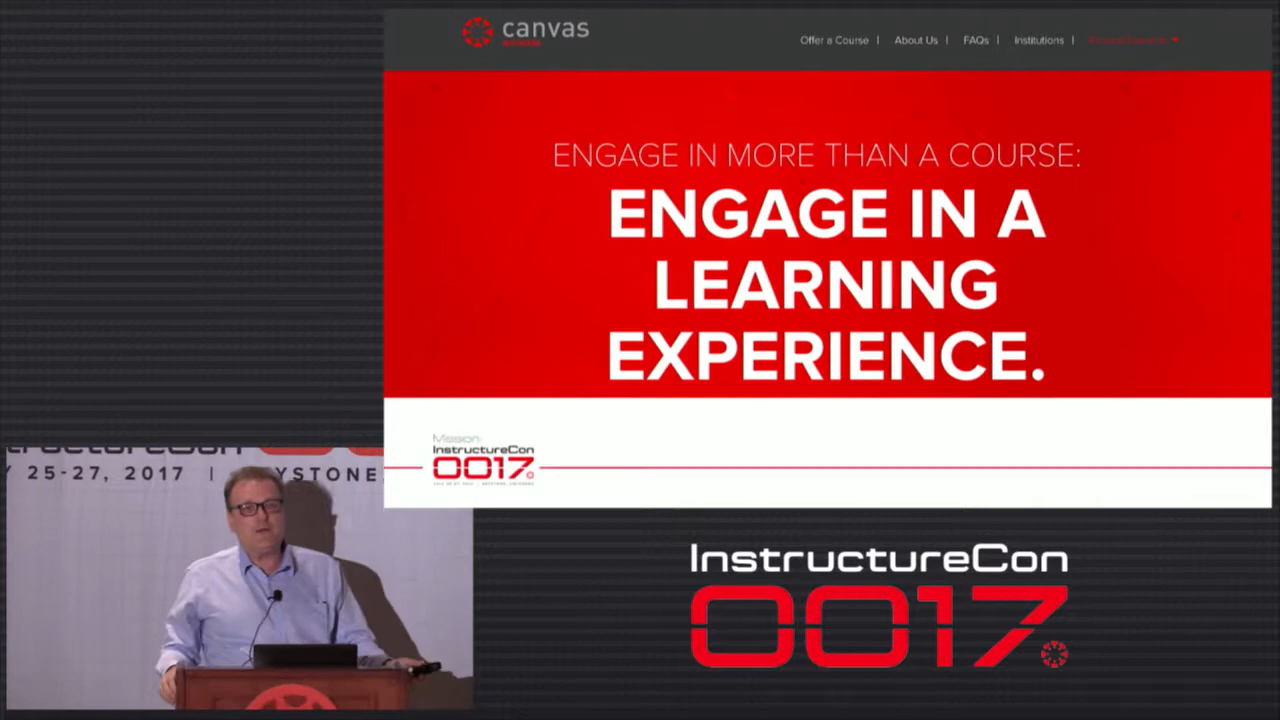 canvas
Offer a Course | About Us | FAQs | Institutions |
ENGAGE IN MORE THAN A COURSE:
ENGAGE IN A
LEARNING
EXPERIENCE.
Mission:
InstructureCon
0017
25-27, 2017 | YSTONE
InstructureCon
0017